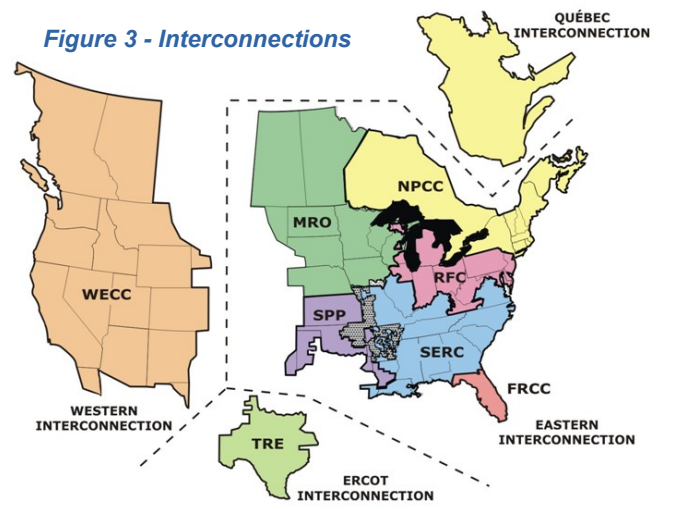 Figure 3 - Interconnections
QUÉBEC
INTERCONNECTION
NPCC
MRO
RFC
WECC
SPP
SERC
FRCC
WESTERN
INTERCONNECTION
EASTERN
INTERCONNECTION
TRE
ERCOT
INTERCONNECTION